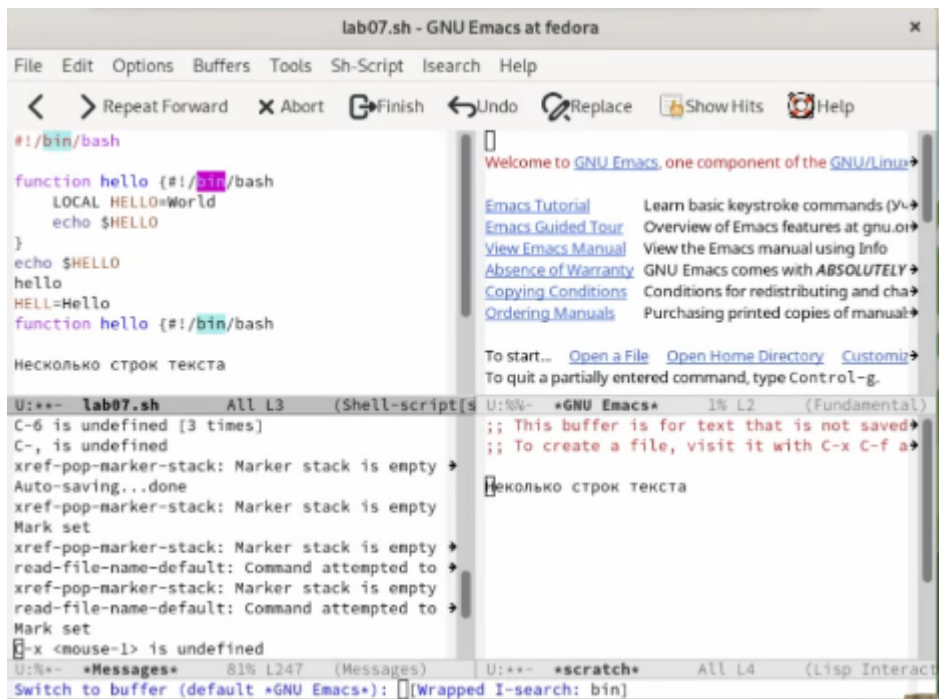 lab07.sh - GNU Emacs at fedora
File Edit Options Buffers Tools Sh-Script Isearch Help
Repeat Forward Abort Finish Undo Replace Show Hits Help
#!/bin/bash
function hello {#!/bin/bash
LOCAL HELLO=World
echo $HELLO
}
echo $HELLO
hello
HELL=Hello
function hello {#!/bin/bash
Несколько строк текста
U:**- lab07.sh All L3 (Shell-script[s
Welcome to GNU Emacs, one component of the GNU/Linux
Emacs Tutorial Learn basic keystroke commands (Уч
Emacs Guided Tour Overview of Emacs features at gnu.or
View Emacs Manual View the Emacs manual using Info
Absence of Warranty GNU Emacs comes with ABSOLUTELY
Copying Conditions Conditions for redistributing and cha
Ordering Manuals Purchasing printed copies of manual
To start... Open a File Open Home Directory Customiz
To quit a partially entered command, type Control-g.
U:%%- *GNU Emacs* 1% L2 (Fundamental)
C-6 is undefined [3 times]
C-, is undefined
xref-pop-marker-stack: Marker stack is empty
Auto-saving...done
xref-pop-marker-stack: Marker stack is empty
Mark set
xref-pop-marker-stack: Marker stack is empty
read-file-name-default: Command attempted to
xref-pop-marker-stack: Marker stack is empty
read-file-name-default: Command attempted to
Mark set
C-x <mouse-1> is undefined
U:%*- *Messages* 81% L247 (Messages)
;; This buffer is for text that is not saved
;; To create a file, visit it with C-x C-f a
Неколько строк текста
U:**- *scratch* All L4 (Lisp Interact
Switch to buffer (default *GNU Emacs*): [Wrapped I-search: bin]